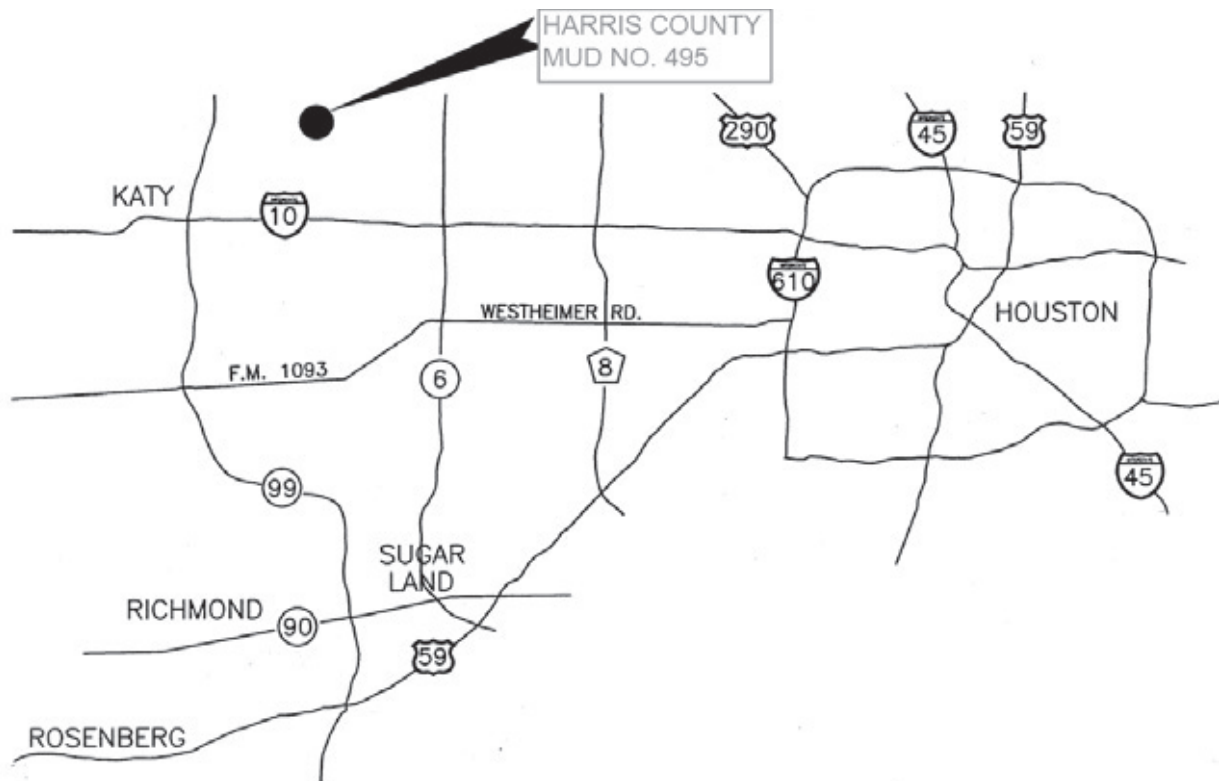 HARRIS COUNTY
MUD NO. 495
290
45
59
KATY
10
610
HOUSTON
WESTHEIMER RD.
F.M. 1093
6
8
45
99
SUGAR
LAND
RICHMOND
90
59
ROSENBERG